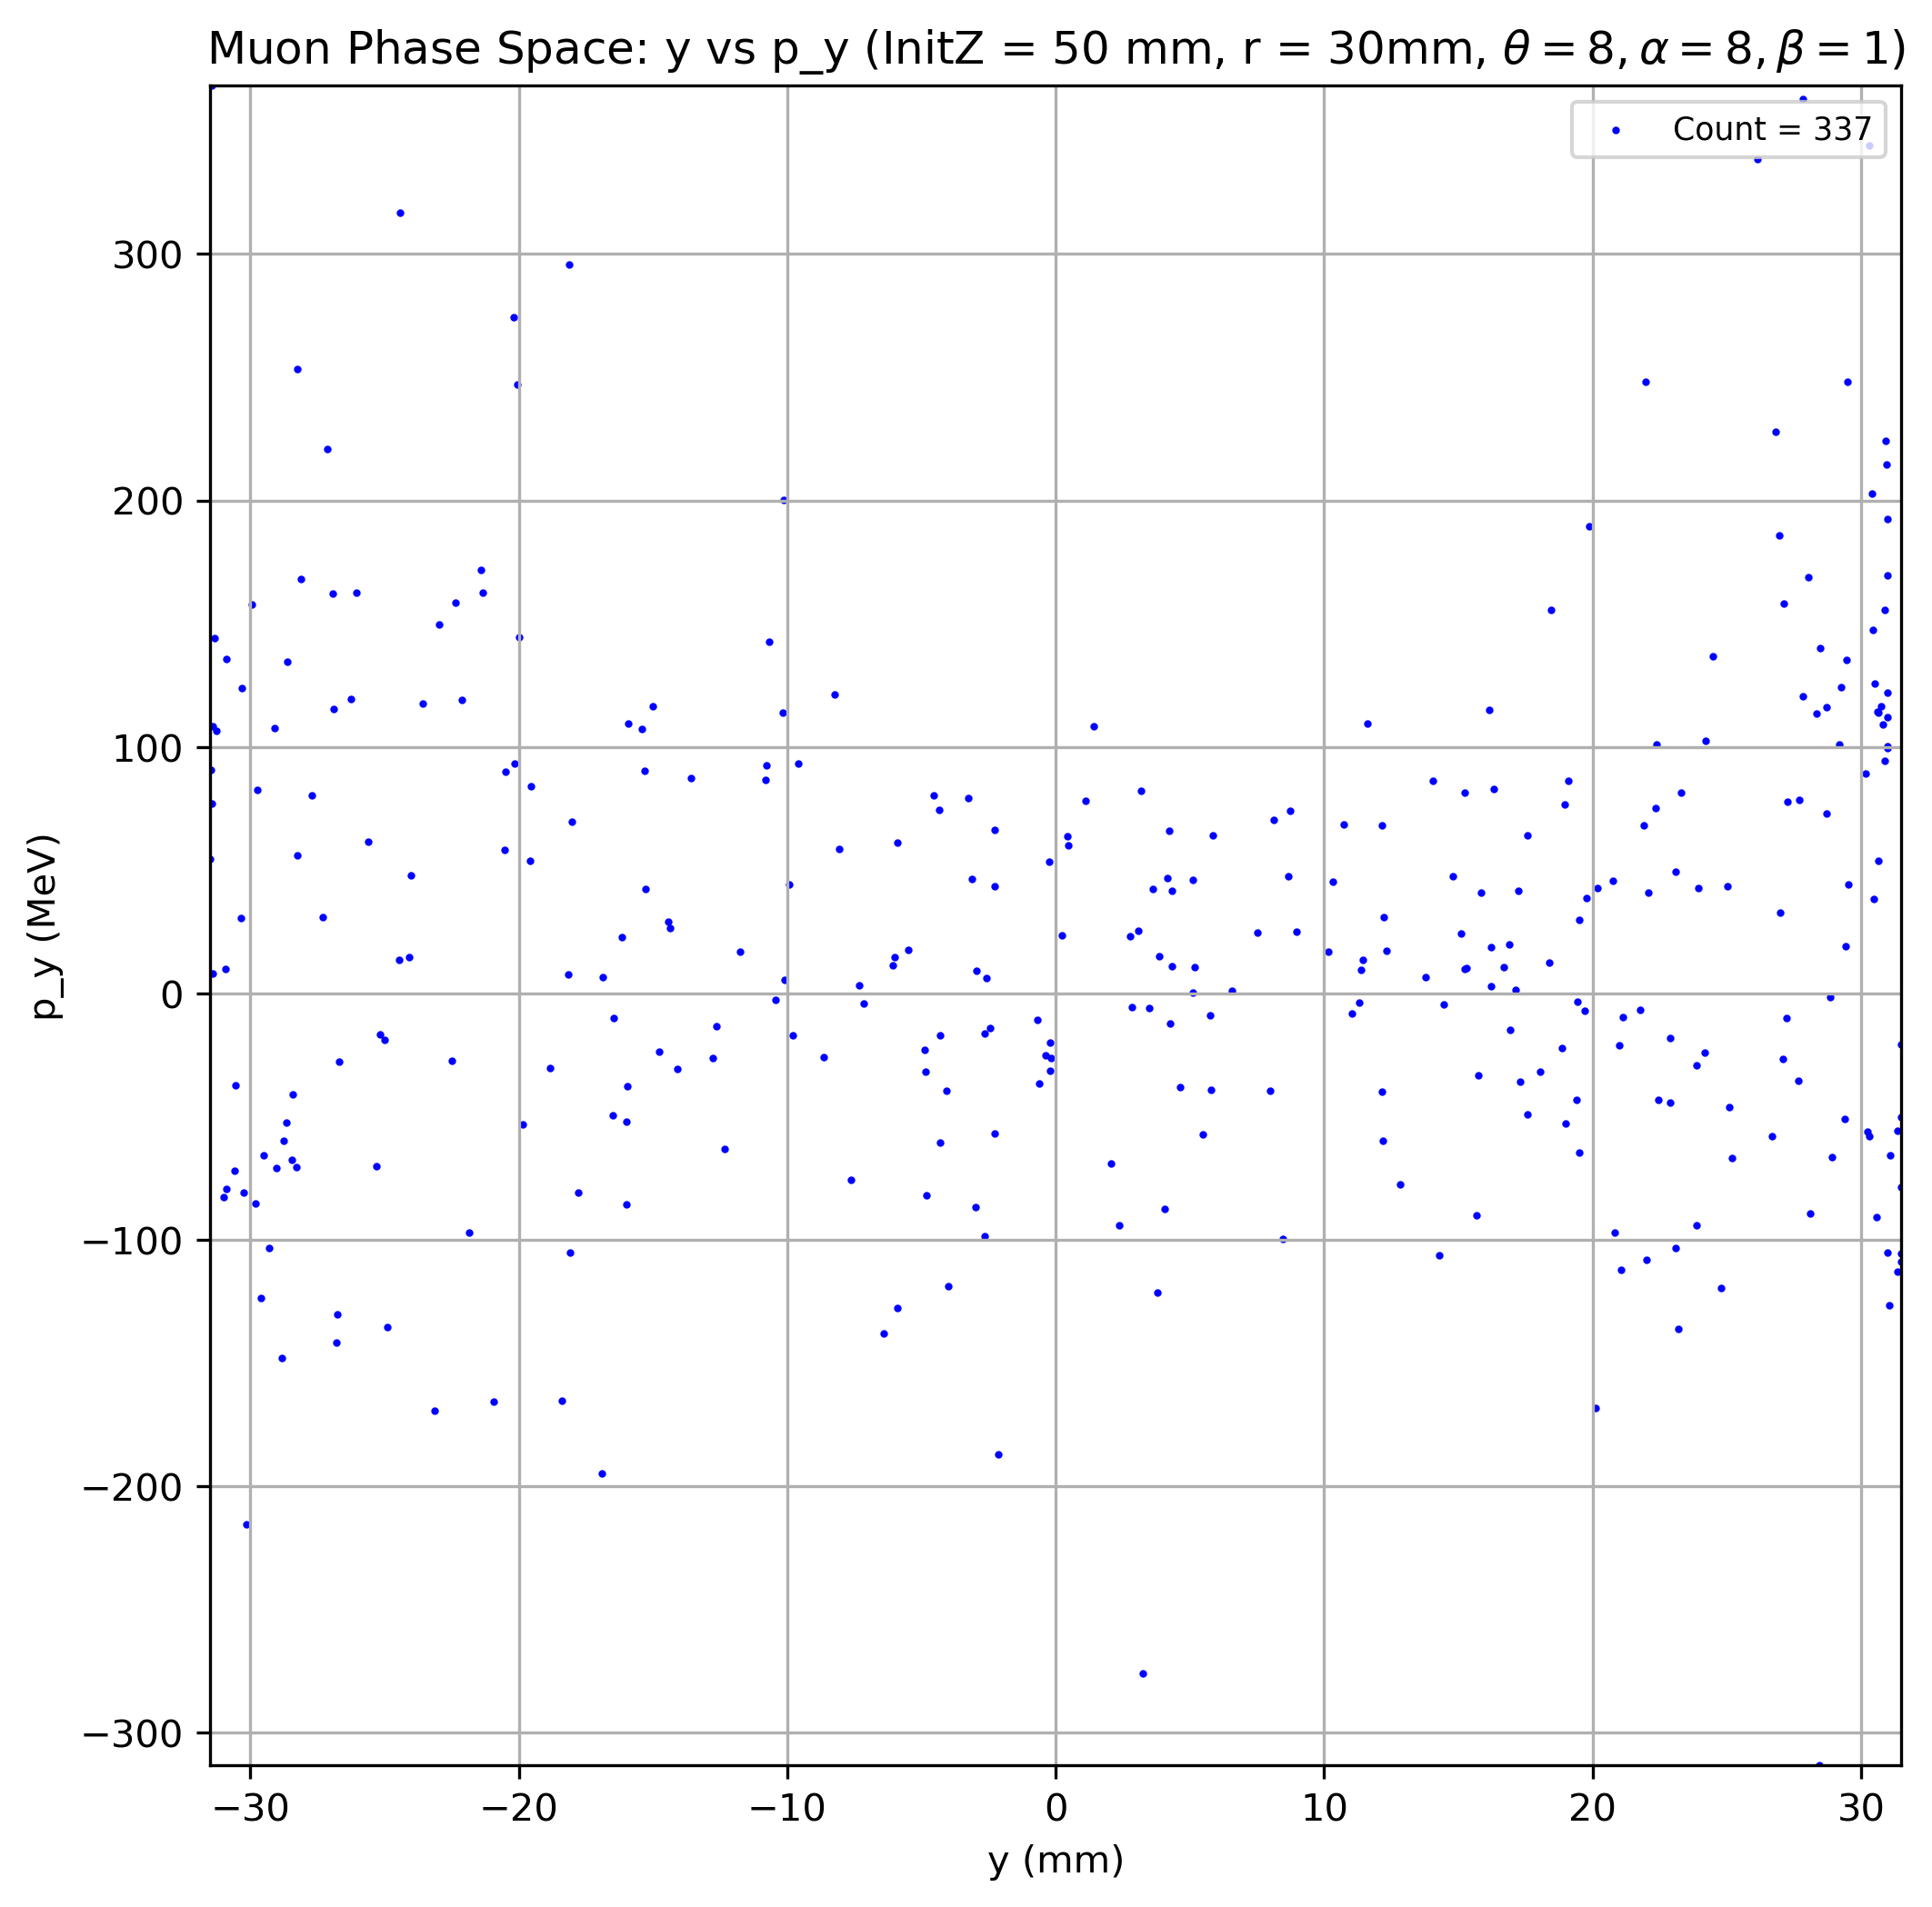 Muon Phase Space: y vs p_y (InitZ = 50 mm, r = 30mm, θ = 8, α = 8, β = 1)
Count = 337
300
200
100
0
−100
−200
−300
p_y (MeV)
−30 −20 −10 0 10 20 30
y (mm)